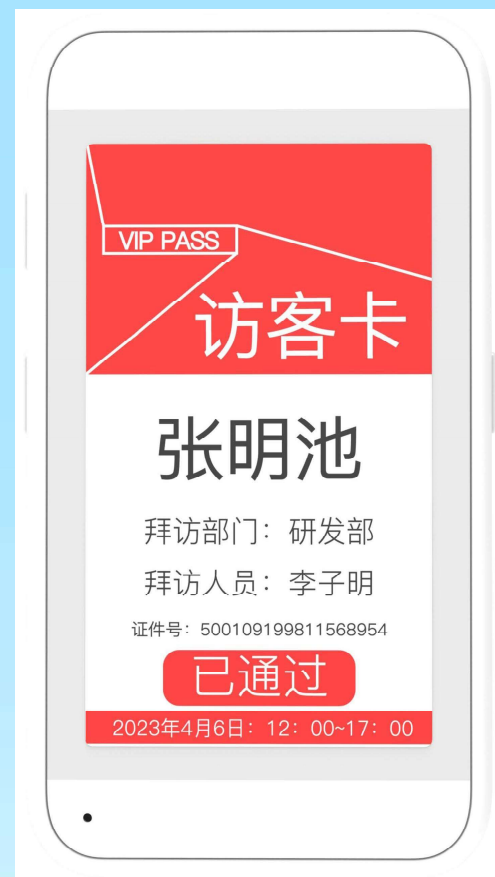 VIP PASS
访客卡
张明池
拜访部门：研发部
拜访人员：李子明
证件号：500109199811568954
已通过
2023年4月6日：12：00~17：00